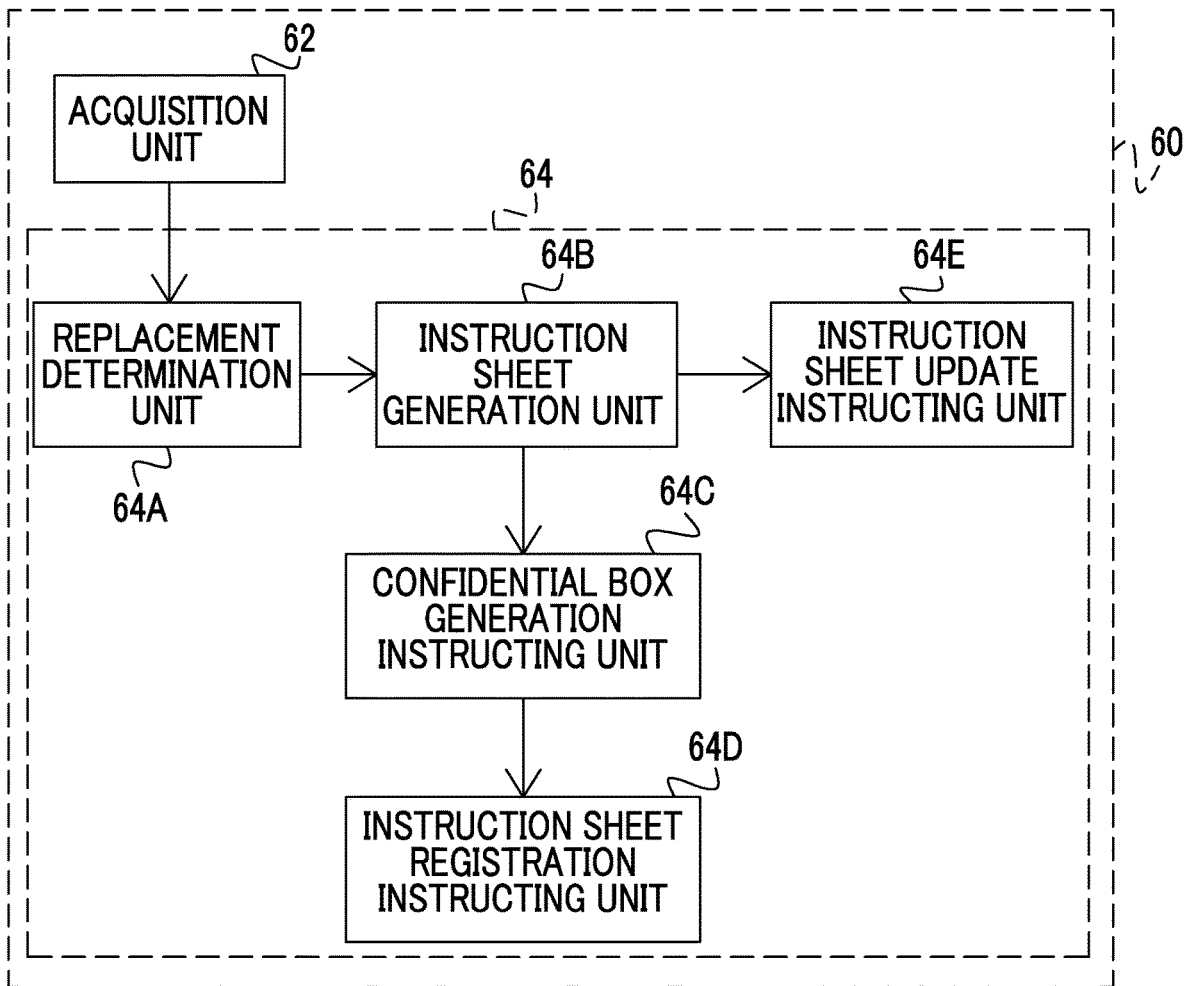 62
ACQUISITION
UNIT
60
64
64B
64E
REPLACEMENT
DETERMINATION
UNIT
INSTRUCTION
SHEET
GENERATION UNIT
INSTRUCTION
SHEET UPDATE
INSTRUCTING UNIT
64A
64C
CONFIDENTIAL BOX
GENERATION
INSTRUCTING UNIT
64D
INSTRUCTION SHEET
REGISTRATION
INSTRUCTING UNIT